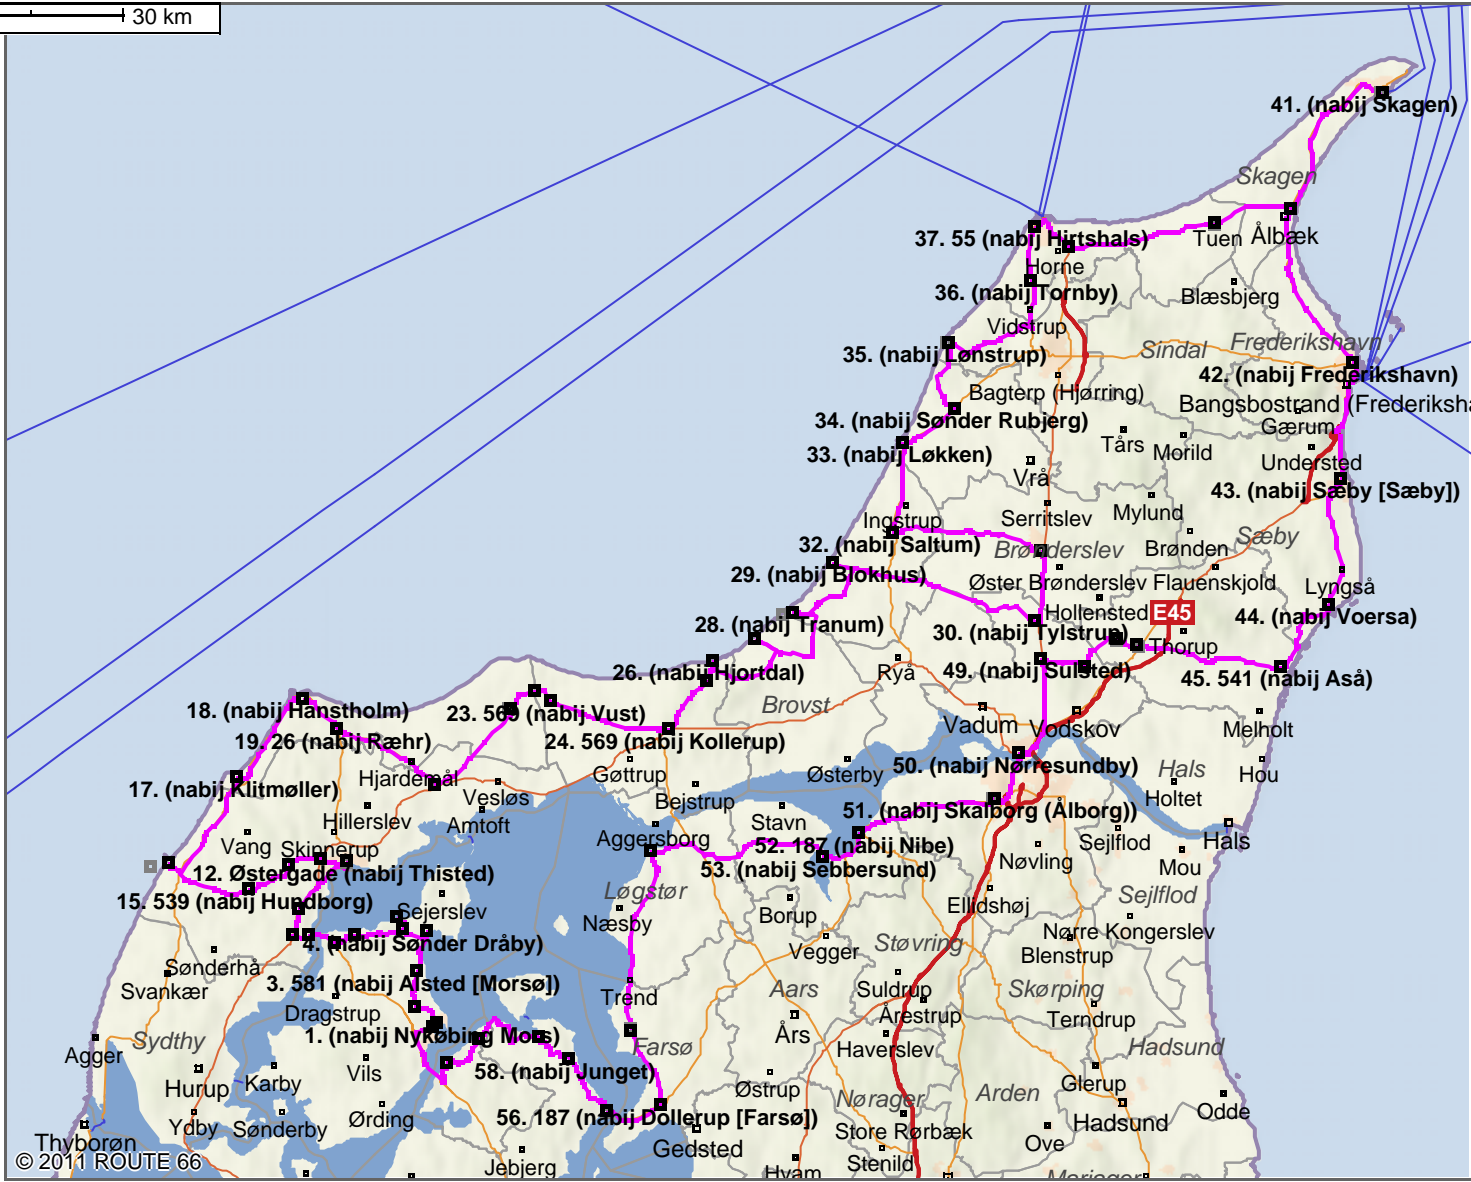 30 km
41. (nabij Skagen)
Skagen
37. 55 (nabij Hirtshals)
Tuen
Ålbæk
Horne
36. (nabij Tornby)
Blæsbjerg
Vidstrup
35. (nabij Lønstrup)
Sindal
Frederikshavn
42. (nabij Frederikshavn)
Bagterp (Hjørring)
Bangsbostrand (Frederiksha
34. (nabij Sønder Rubjerg)
Gærum
33. (nabij Løkken)
Tårs
Morild
Understed
Vrå
43. (nabij Sæby [Sæby])
Ingstrup
Serritslev
Mylund
32. (nabij Saltum)
Brønderslev
Brønden
Sæby
29. (nabij Blokhus)
Øster Brønderslev
Flauenskjold
Lyngså
Hollensted
E45
44. (nabij Voersa)
28. (nabij Tranum)
30. (nabij Tylstrup)
Thorup
26. (nabij Hjortdal)
Ryå
49. (nabij Sulsted)
45. 541 (nabij Aså)
18. (nabij Hanstholm)
23. 569 (nabij Vust)
Brovst
Vadum
Vodskov
Melholt
19. 26 (nabij Ræhr)
24. 569 (nabij Kollerup)
Hjardemål
Gøttrup
Østerby
50. (nabij Nørresundby)
Hals
Hou
17. (nabij Klitmøller)
Vesløs
Bejstrup
Holtet
Hillerslev
Amtoft
Stavn
51. (nabij Skalborg (Ålborg))
Aggersborg
Sejlflod
Hals
Vang
Skinnerup
52. 187 (nabij Nibe)
Nøvling
Mou
12. Østergade (nabij Thisted)
53. (nabij Sebbersund)
15. 539 (nabij Hundborg)
Løgstør
Sejlflod
Sejerslev
Næsby
Borup
Ellidshøj
4. (nabij Sønder Dråby)
Vegger
Støvring
Nørre Kongerslev
Blenstrup
Sønderhå
3. 581 (nabij Alsted [Morsø])
Svankær
Trend
Aars
Suldrup
Skørping
Dragstrup
Års
Årestrup
Terndrup
1. (nabij Nykøbing Mors)
Sydthy
Agger
Farsø
Haverslev
Hadsund
Vils
58. (nabij Junget)
Hurup
Karby
Østrup
Glerup
Arden
Nørager
Odde
Ydby
Sønderby
Ørding
56. 187 (nabij Dollerup [Farsø])
Hadsund
Thyborøn
Gedsted
Store Rørbæk
Ove
© 2011 ROUTE 66
Jebjerg
Hvam
Stenild
Mariager